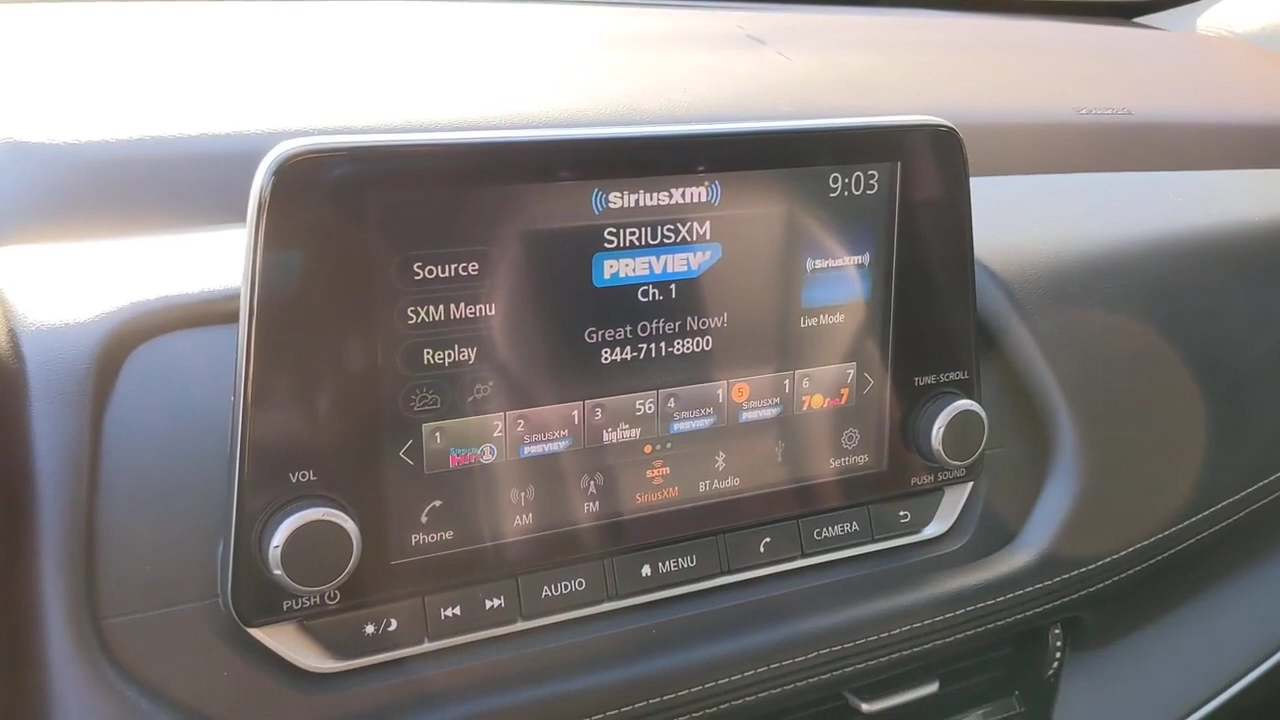 SiriusXM
9:03
SIRIUSXM
PREVIEW
Ch. 1
Great Offer Now!
844-711-8800
Source
SXM Menu
Replay
SiriusXM
Live Mode
1 2
2 1
SIRIUSXM
PREVIEW
3 56
the
highway
4 1
SIRIUSXM
PREVIEW
5 1
SIRIUSXM
PREVIEW
6 7
70s on 7
Phone
AM
FM
sxm
SiriusXM
BT Audio
Settings
VOL
PUSH
TUNE·SCROLL
PUSH SOUND
AUDIO
MENU
CAMERA